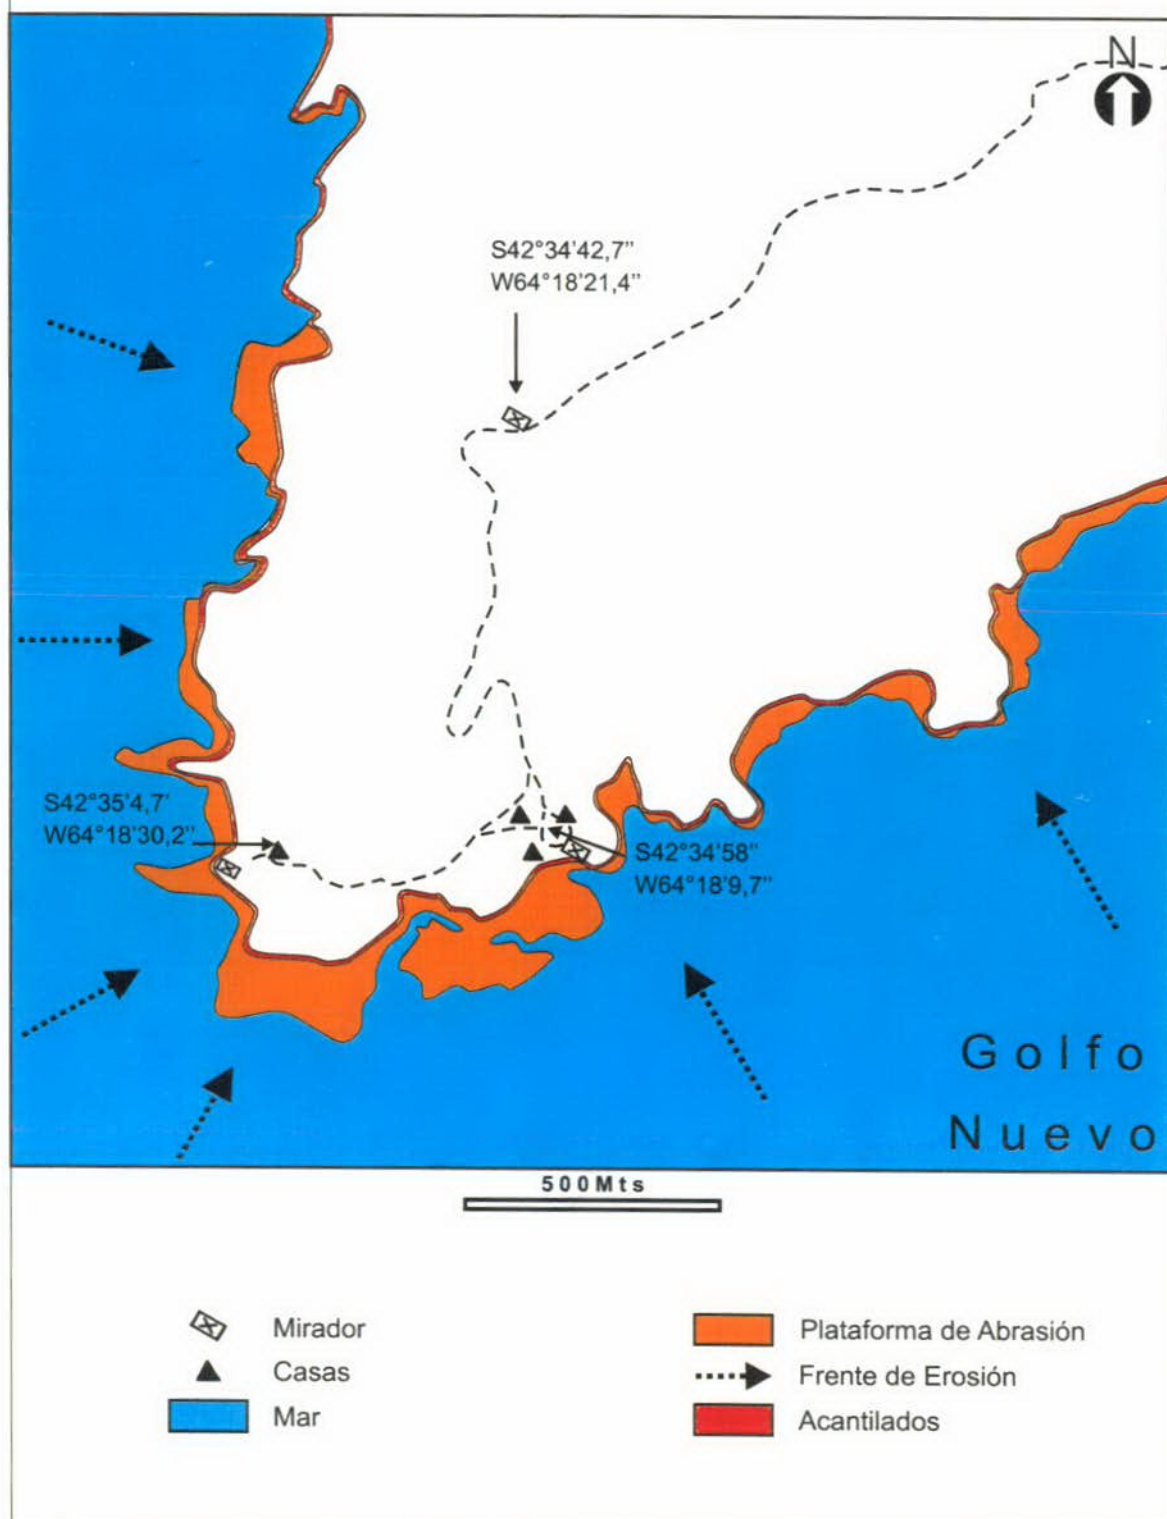 N
S42°34'42,7"
W64°18'21,4"
S42°35'4,7'
W64°18'30,2"
S42°34'58"
W64°18'9,7"
Golfo
Nuevo
500Mts
Mirador
Casas
Mar
Plataforma de Abrasión
Frente de Erosión
Acantilados